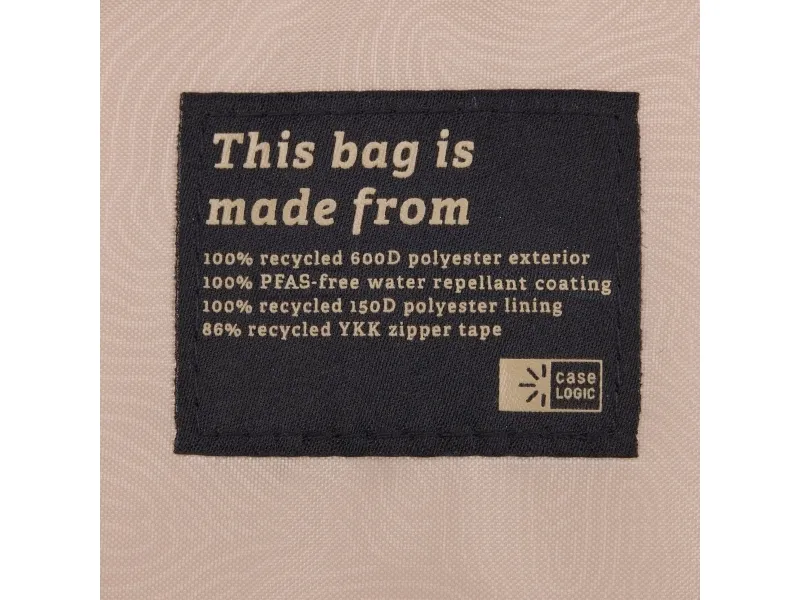 This bag is
made from
100% recycled 600D polyester exterior
100% PFAS-free water repellant coating
100% recycled 150D polyester lining
86% recycled YKK zipper tape
case
LOGIC